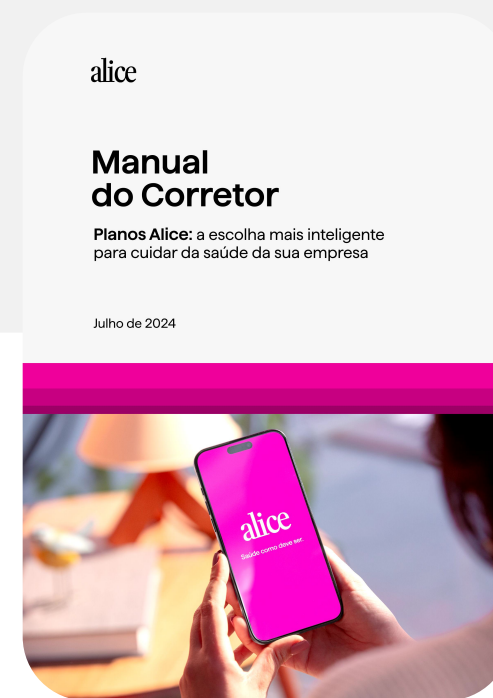 alice
Manual
do Corretor
Planos Alice: a escolha mais inteligente
para cuidar da saúde da sua empresa
Julho de 2024
alice
Saúde como deve ser.